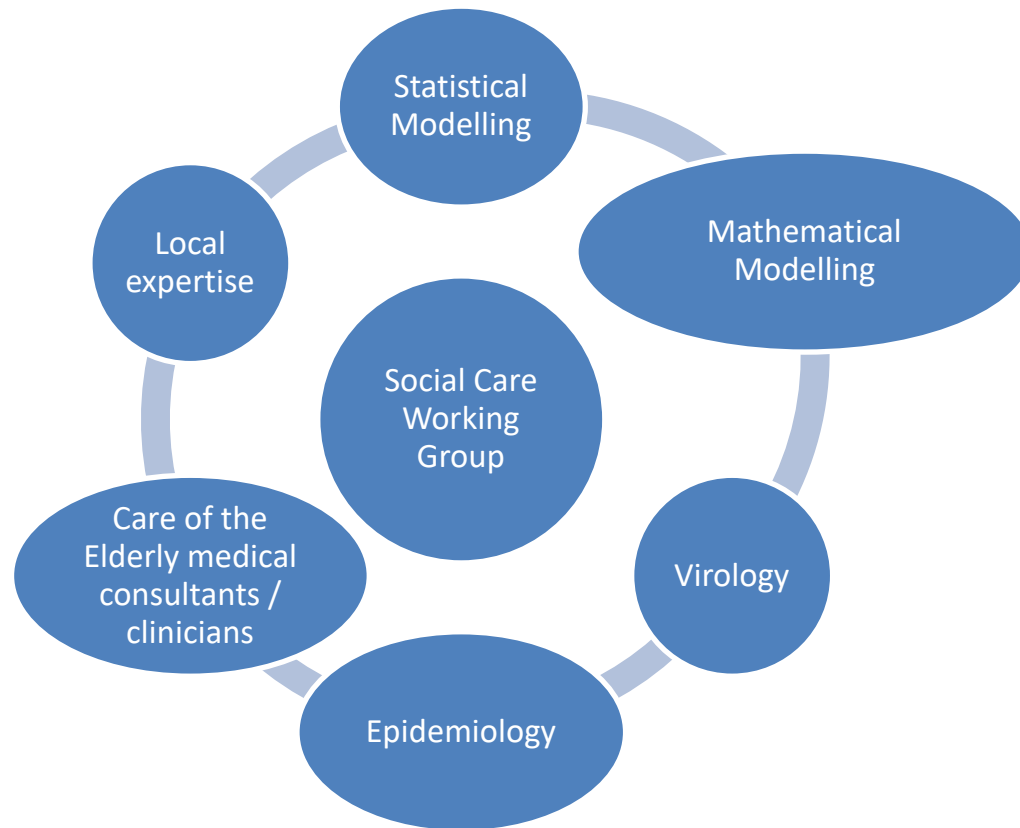 Statistical
Modelling
Mathematical
Modelling
Local
expertise
Social Care
Working
Group
Care of the
Elderly medical
consultants /
clinicians
Virology
Epidemiology